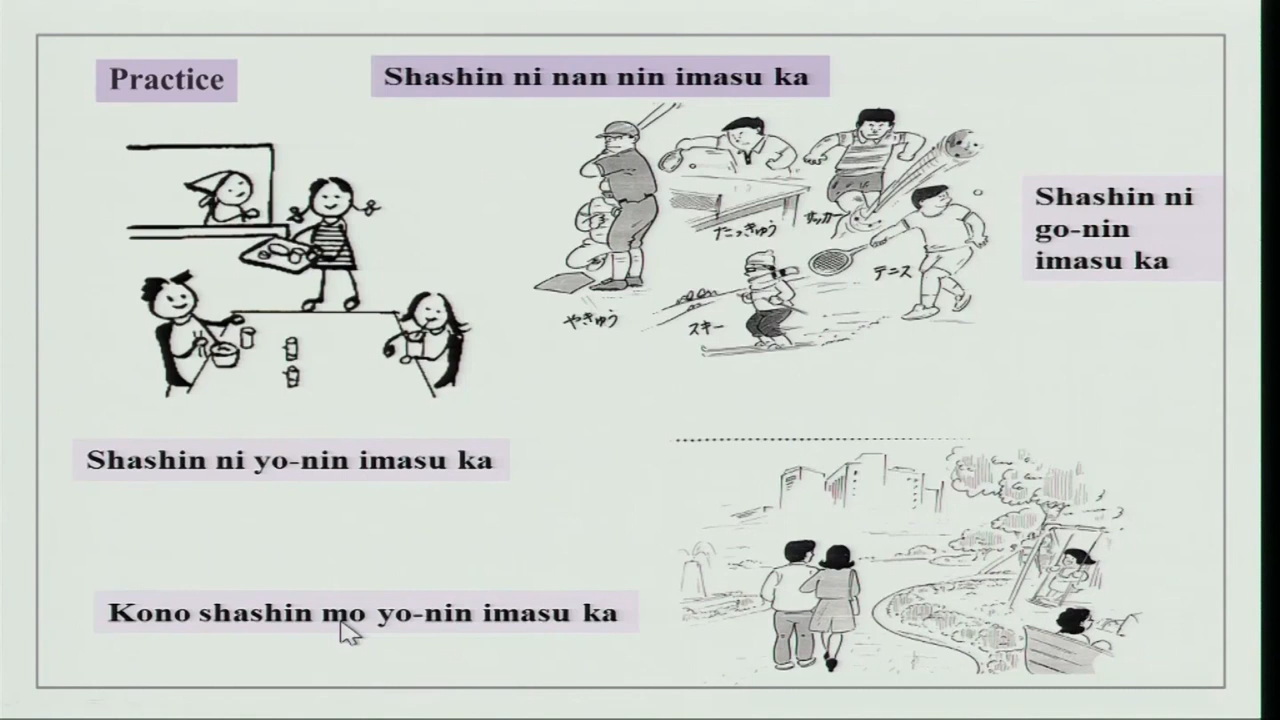 Practice
Shashin ni nan nin imasu ka
たっきゅう
サッカー
テニス
やきゅう
スキー
Shashin ni
go-nin
imasu ka
Shashin ni yo-nin imasu ka
Kono shashin mo yo-nin imasu ka